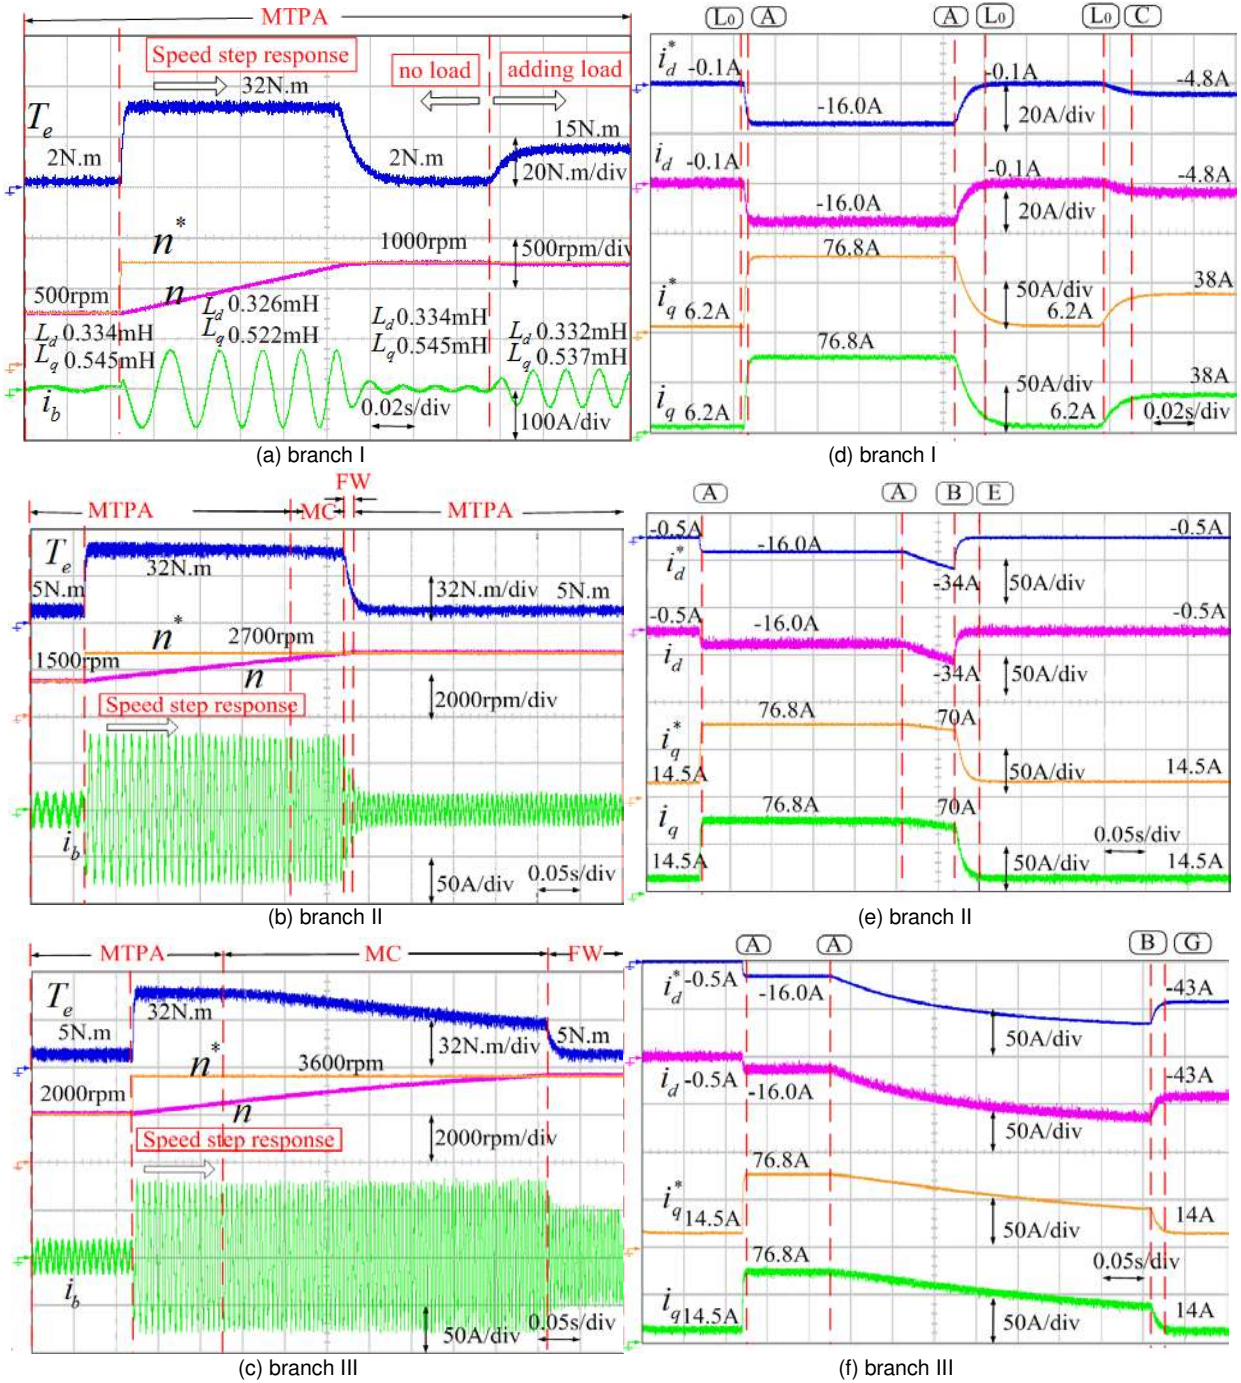 MTPA
Speed step response
32N.m
no load
adding load
T_e
2N.m
2N.m
15N.m
20N.m/div
n*
1000rpm
500rpm/div
500rpm
n
L_d 0.334mH
L_q 0.545mH
L_d 0.326mH
L_q 0.522mH
L_d 0.334mH
L_q 0.545mH
L_d 0.332mH
L_q 0.537mH
i_b
0.02s/div
100A/div
(a) branch I
L0 A A L0 L0 C
i_d* -0.1A
-16.0A
-0.1A
-4.8A
20A/div
i_d -0.1A
-16.0A
-0.1A
-4.8A
20A/div
76.8A
i_q* 6.2A
50A/div
6.2A
38A
76.8A
i_q 6.2A
50A/div
6.2A
38A
0.02s/div
(d) branch I
FW
MTPA MC MTPA
T_e
5N.m
32N.m
32N.m/div
5N.m
n*
2700rpm
1500rpm
n
2000rpm/div
Speed step response
i_b
50A/div
0.05s/div
(b) branch II
A A B E
-0.5A
i_d*
-16.0A
-34A
-0.5A
50A/div
-0.5A
i_d
-16.0A
-34A
-0.5A
50A/div
i_q*
76.8A
70A
14.5A
50A/div
14.5A
i_q
76.8A
70A
0.05s/div
14.5A
50A/div
14.5A
(e) branch II
MTPA MC FW
T_e
5N.m
32N.m
32N.m/div
5N.m
n*
3600rpm
2000rpm
n
2000rpm/div
Speed step response
i_b
50A/div
0.05s/div
(c) branch III
A A B G
i_d* -0.5A
-16.0A
-43A
50A/div
i_d -0.5A
-16.0A
-43A
50A/div
76.8A
i_q* 14.5A
50A/div
14A
76.8A
0.05s/div
i_q 14.5A
50A/div
14A
(f) branch III